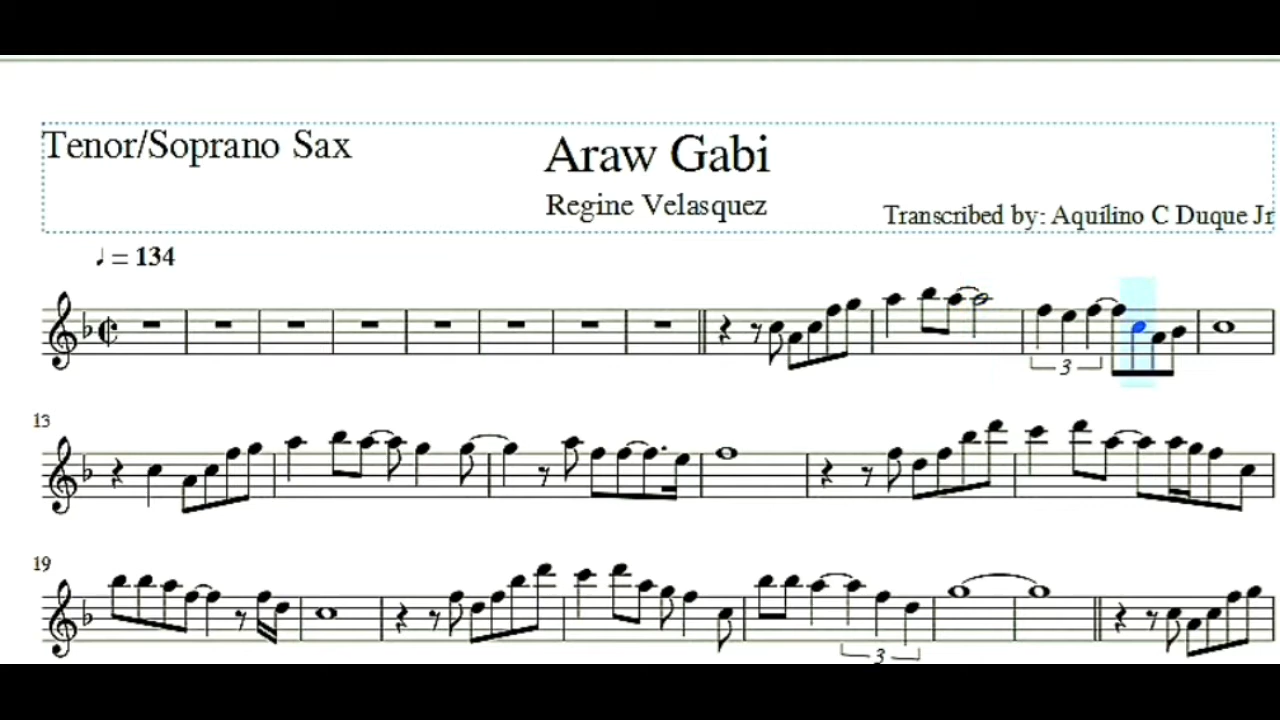 Tenor/Soprano Sax
Araw Gabi
Regine Velasquez
Transcribed by: Aquilino C Duque Jr
♩ = 134
3
13
19
3